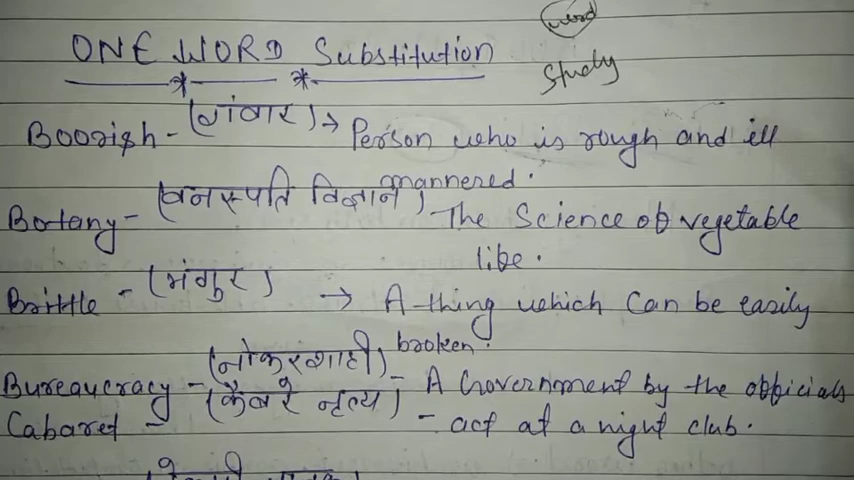 word
ONE WORD Substitution
Study
Boorish - (गंवार) → Person who is rough and ill
mannered.
Botany - (वनस्पति विज्ञान) - The Science of vegetable
life.
Brittle - (भंगुर) → A thing which can be easily
broken.
Bureaucracy - (नोकरशाही) - A Government by the officials
Cabaret - (कैबरे नृत्य) - act at a night club.